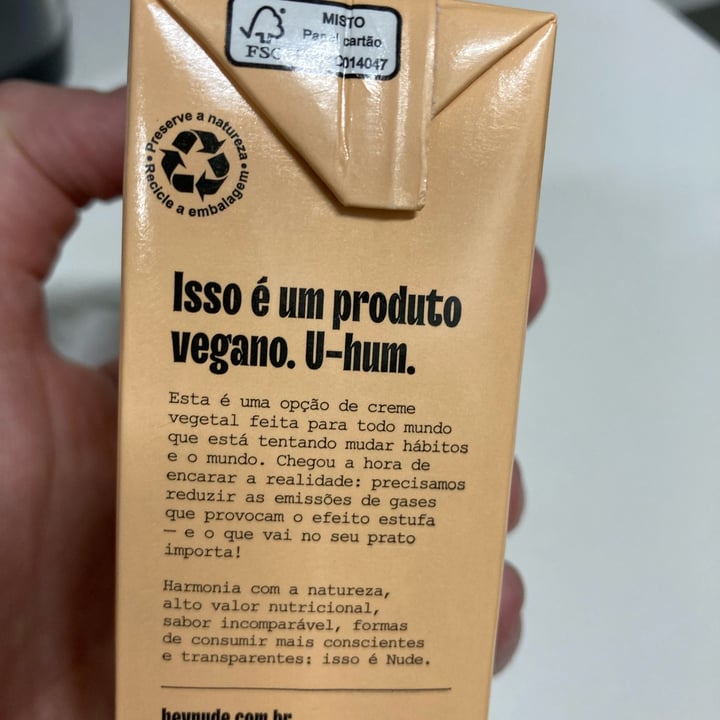 MISTO
cartão
FSC 014047
Preserve a natureza
Recicle a embalagem
Isso é um produto
vegano. U-hum.
Esta é uma opção de creme
vegetal feita para todo mundo
que está tentando mudar hábitos
e o mundo. Chegou a hora de
encarar a realidade: precisamos
reduzir as emissões de gases
que provocam o efeito estufa
— e o que vai no seu prato
importa!
Harmonia com a natureza,
alto valor nutricional,
sabor incomparável, formas
de consumir mais conscientes
e transparentes: isso é Nude.
heynude.com.br